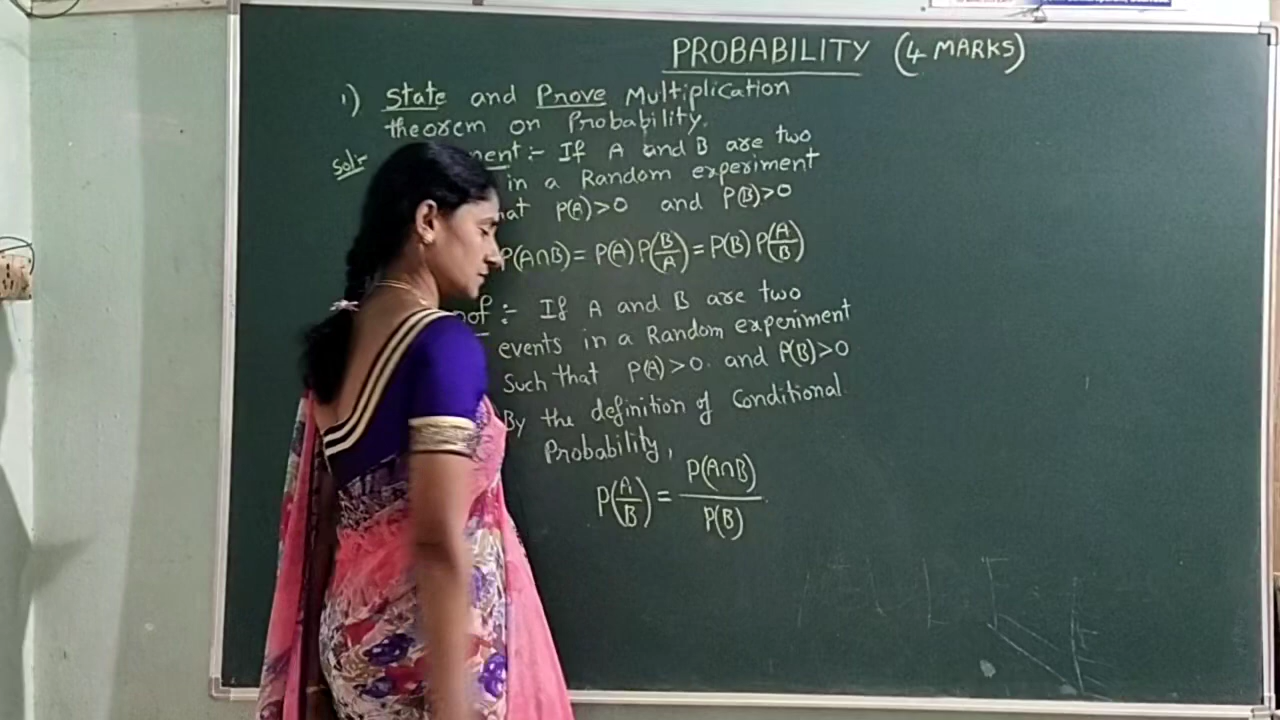 PROBABILITY (4 MARKS)
1) State and Prove Multiplication
theorem on Probability.
Sol:- ment :- If A and B are two
in a Random experiment
at P(A)>0 and P(B)>0
P(A∩B) = P(A) P(B/A) = P(B) P(A/B)
of :- If A and B are two
events in a Random experiment
Such that P(A)>0. and P(B)>0
By the definition of Conditional
Probability,
P(A/B) = P(A∩B)/P(B)